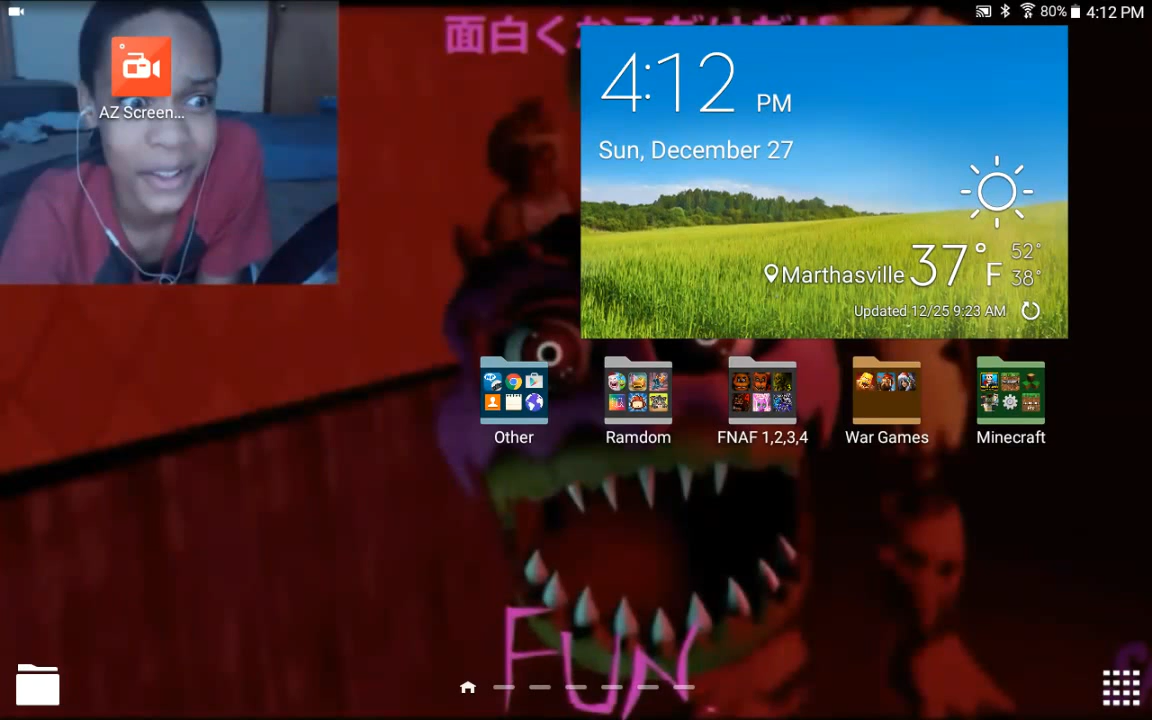 80% 4:12 PM
面白く
AZ Screen...
4:12 PM
Sun, December 27
Marthasville 37°F 52°
38°
Updated 12/25 9:23 AM
Other Ramdom FNAF 1,2,3,4 War Games Minecraft
FUN